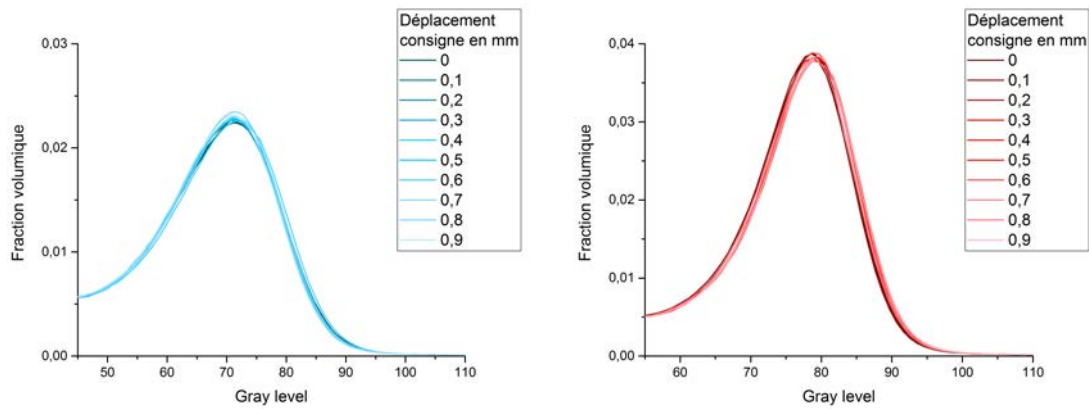 Déplacement
consigne en mm
0
0,1
0,2
0,3
0,4
0,5
0,6
0,7
0,8
0,9
0,03
0,02
0,01
0,00
Fraction volumique
50 60 70 80 90 100 110
Gray level
Déplacement
consigne en mm
0
0,1
0,2
0,3
0,4
0,5
0,6
0,7
0,8
0,9
0,04
0,03
0,02
0,01
0,00
Fraction volumique
60 70 80 90 100 110
Gray level